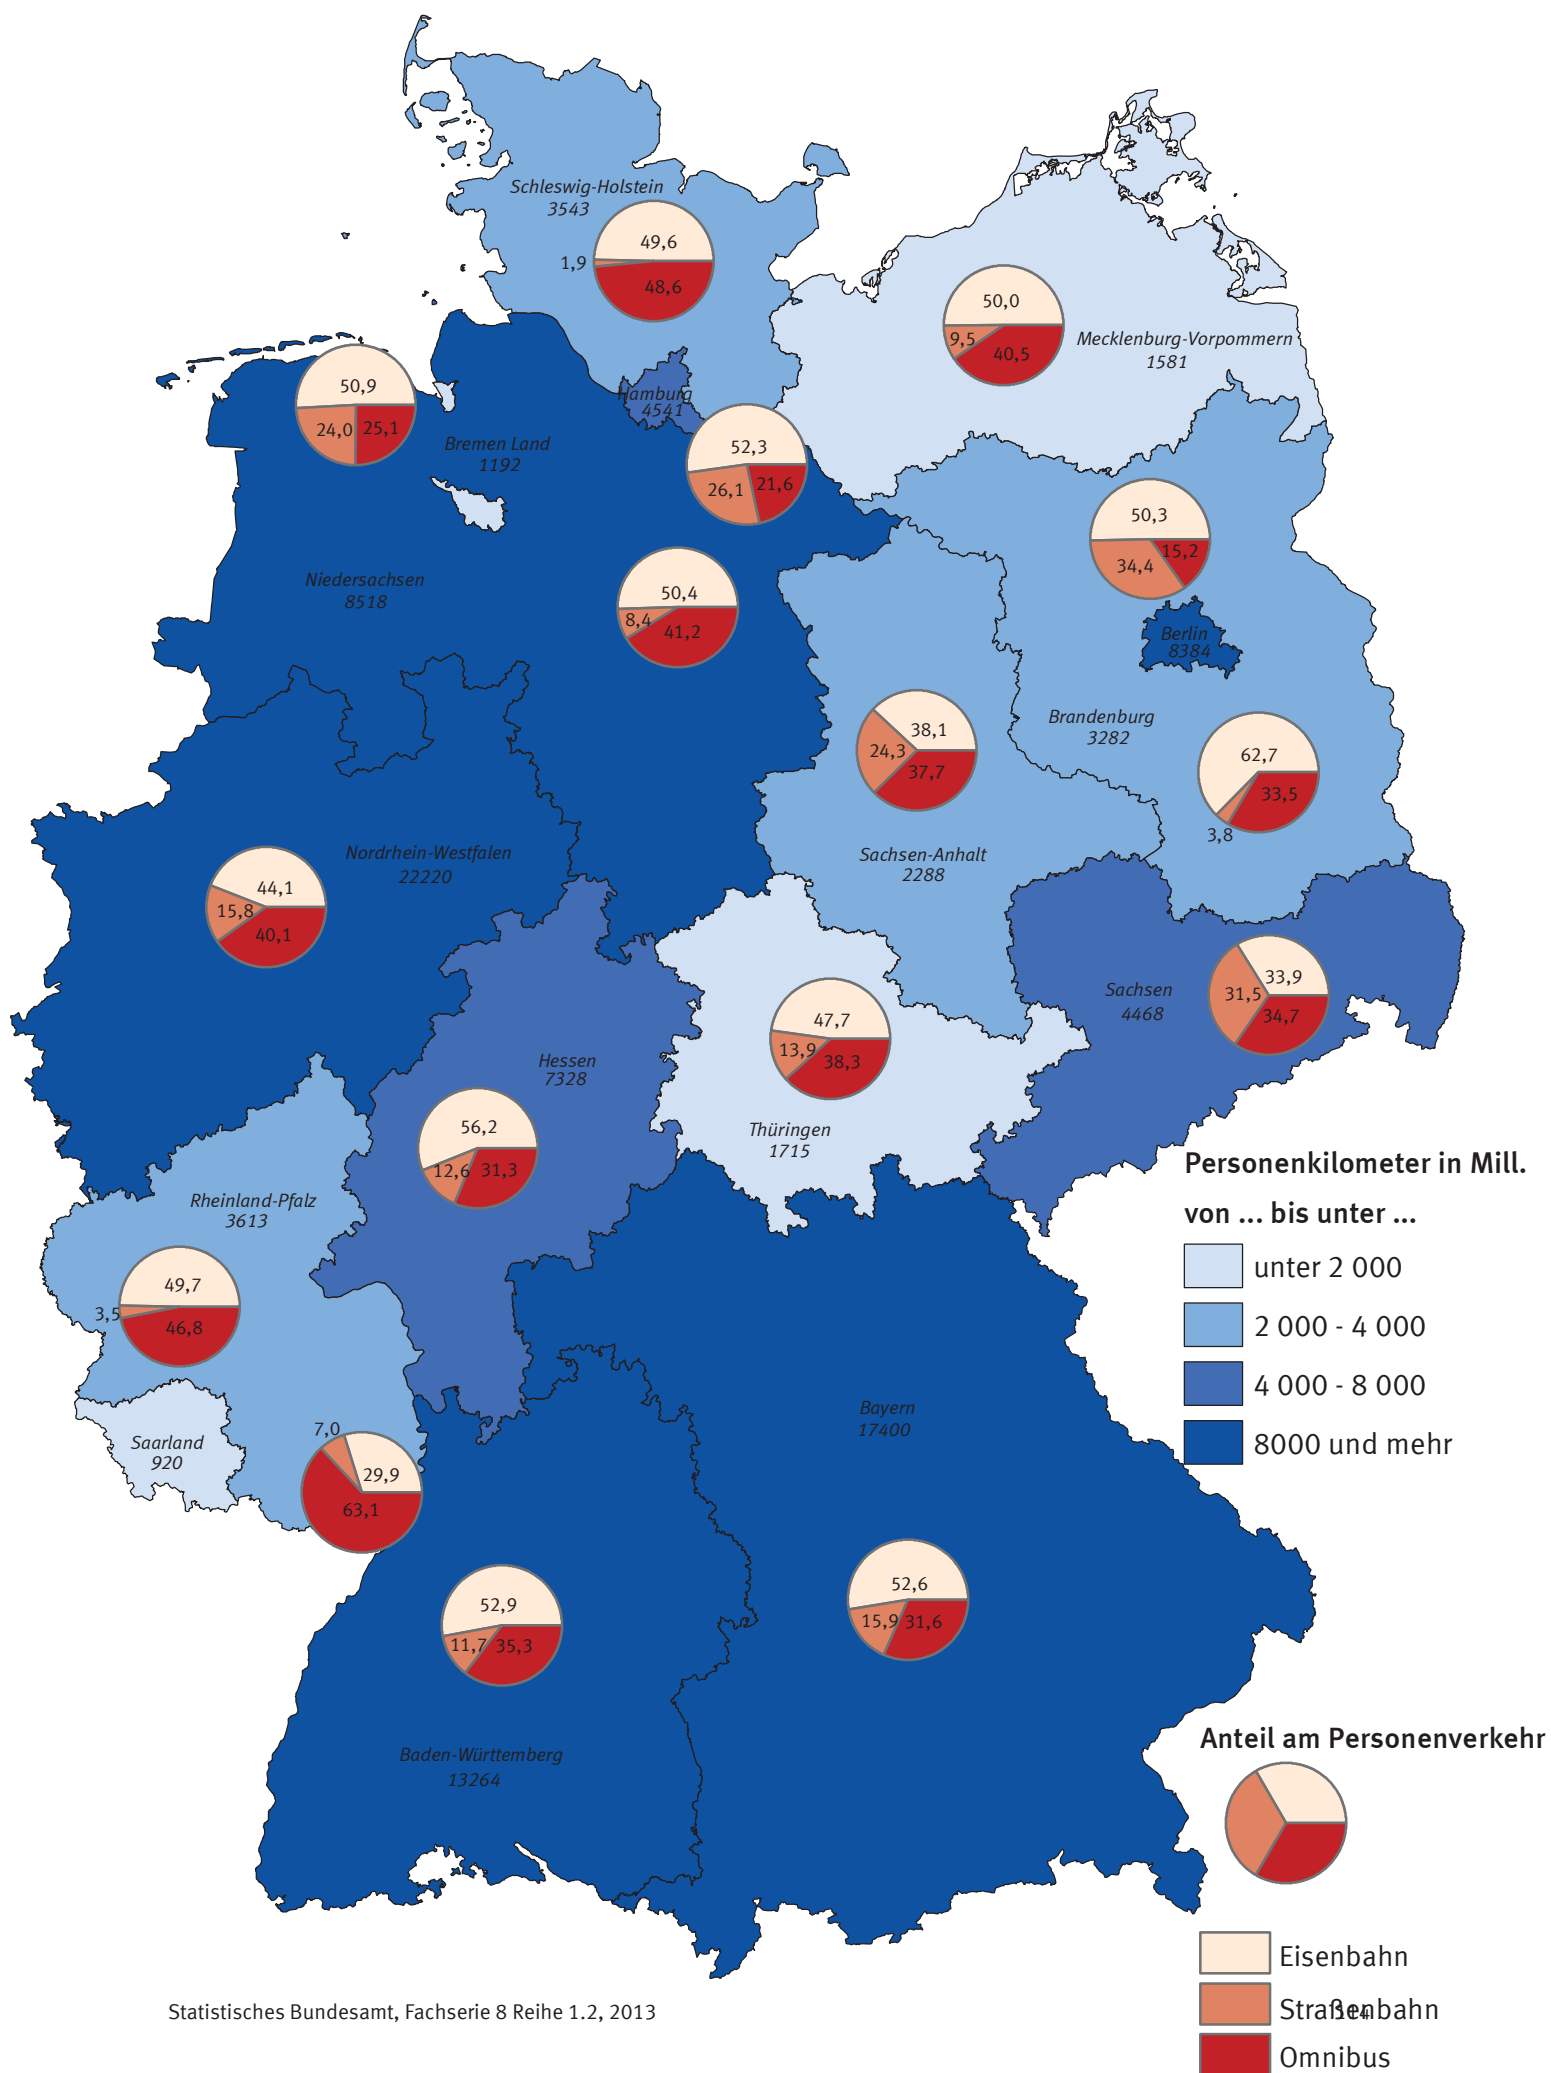 Schleswig-Holstein
3543
49,6
1,9
48,6
50,0
9,5
40,5
Mecklenburg-Vorpommern
1581
50,9
24,0
25,1
Hamburg
4541
Bremen Land
1192
52,3
26,1
21,6
50,3
34,4
15,2
Niedersachsen
8518
50,4
8,4
41,2
Berlin
8384
38,1
24,3
37,7
Brandenburg
3282
62,7
33,5
3,8
Nordrhein-Westfalen
22220
44,1
15,8
40,1
Sachsen-Anhalt
2288
Sachsen
4468
33,9
31,5
34,7
47,7
13,9
38,3
Hessen
7328
56,2
12,6
31,3
Thüringen
1715
Rheinland-Pfalz
3613
49,7
3,5
46,8
Saarland
920
7,0
29,9
63,1
Bayern
17400
52,6
15,9
31,6
52,9
11,7
35,3
Baden-Württemberg
13264
Personenkilometer in Mill.
von ... bis unter ...
unter 2 000
2 000 - 4 000
4 000 - 8 000
8000 und mehr
Anteil am Personenverkehr
Eisenbahn
Straßenbahn
Omnibus
Statistisches Bundesamt, Fachserie 8 Reihe 1.2, 2013